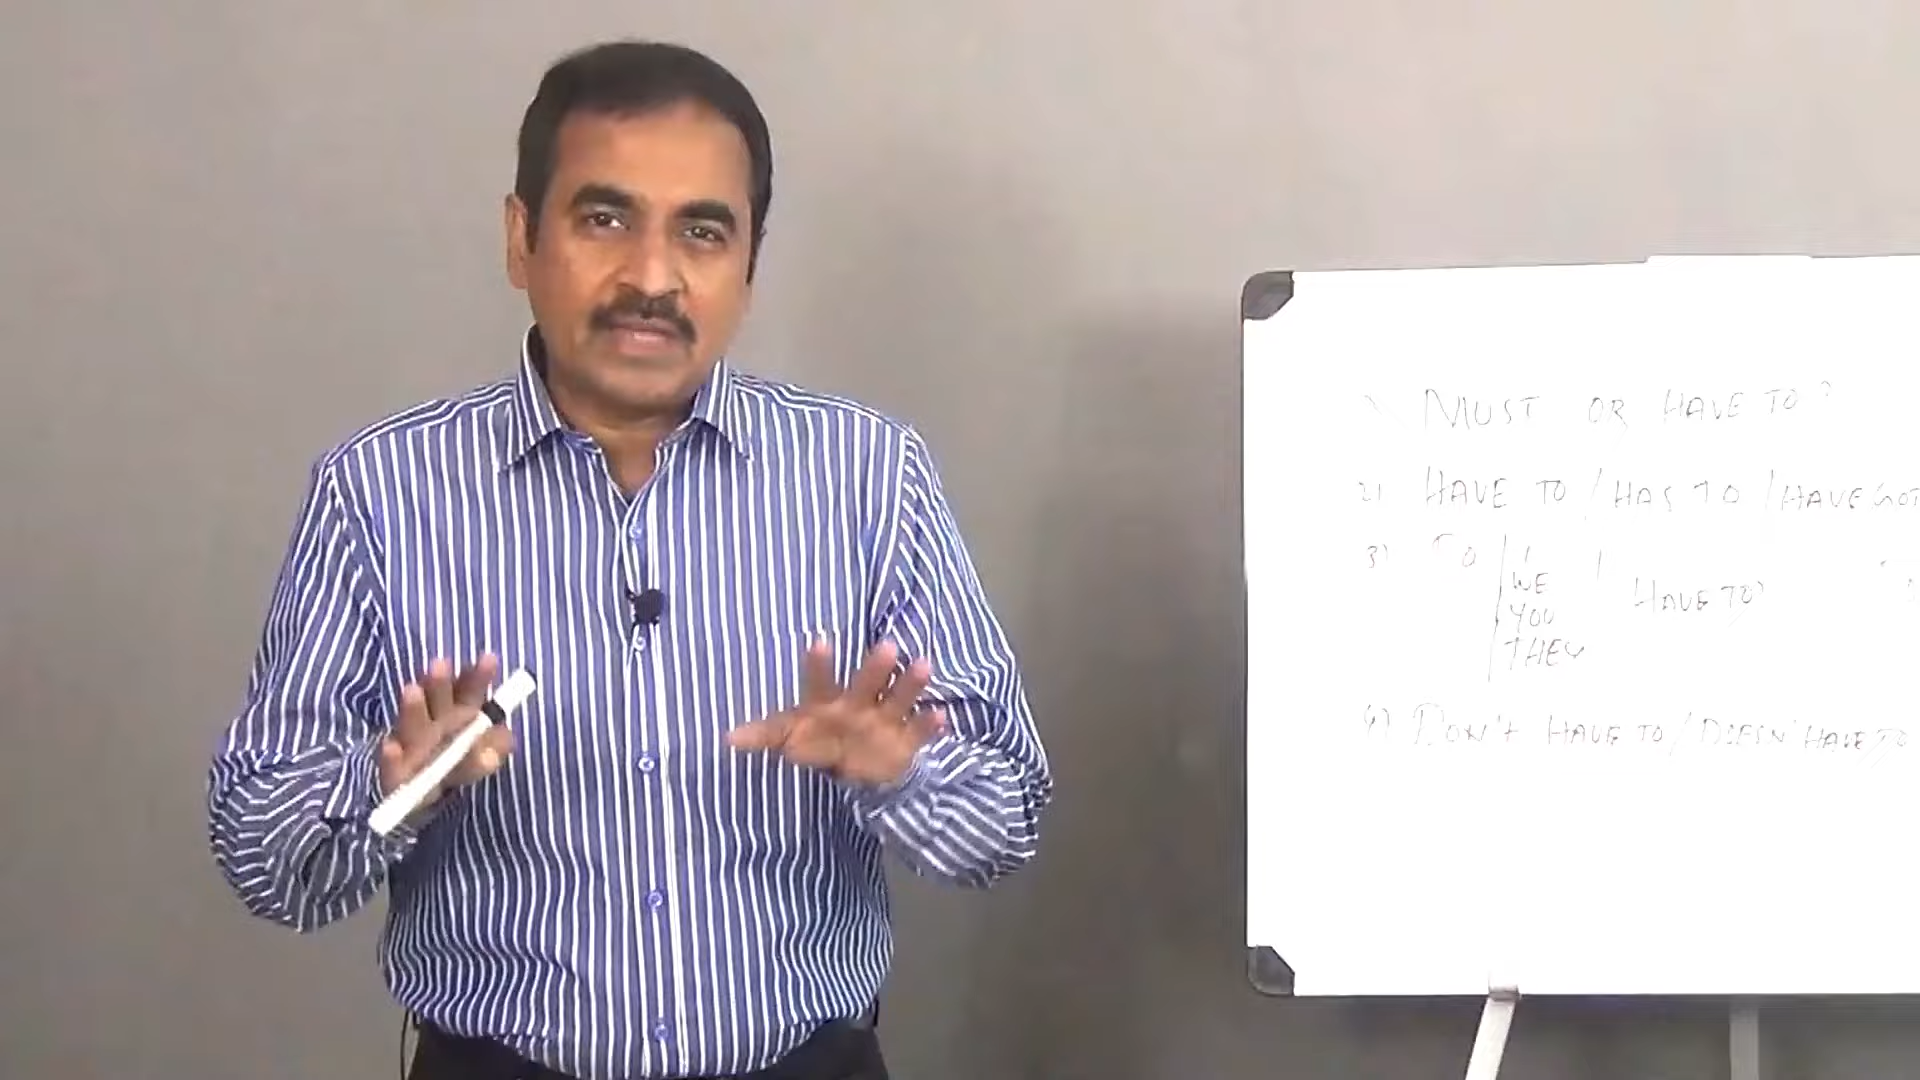 MUST OR HAVE TO?
2) HAVE TO / HAS TO / HAVE GOT
3) TO I
WE HAVE TO
YOU
THEY
4) DON'T HAVE TO / DOESN' HAVE TO